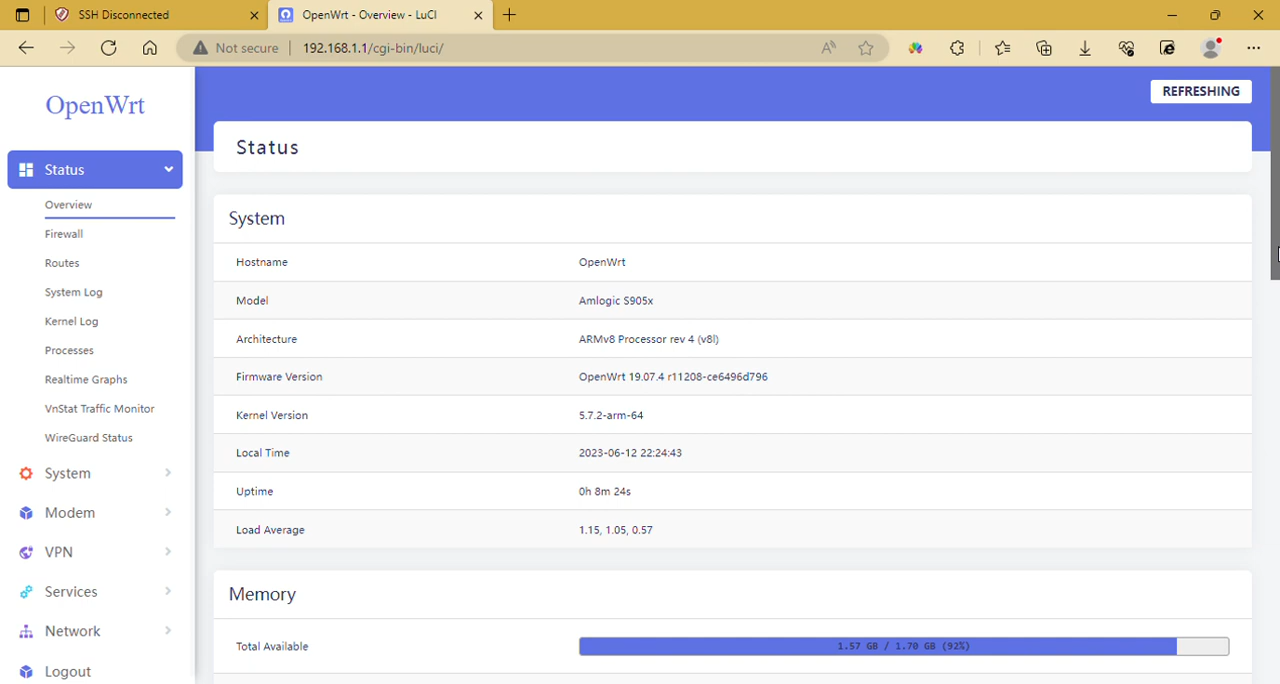 SSH Disconnected
OpenWrt - Overview - LuCI
Not secure
192.168.1.1/cgi-bin/luci/
OpenWrt
REFRESHING
Status
Overview
Firewall
Routes
System Log
Kernel Log
Processes
Realtime Graphs
VnStat Traffic Monitor
WireGuard Status
System
Modem
VPN
Services
Network
Logout
Status
System
Hostname OpenWrt
Model Amlogic S905x
Architecture ARMv8 Processor rev 4 (v8l)
Firmware Version OpenWrt 19.07.4 r11208-ce6496d796
Kernel Version 5.7.2-arm-64
Local Time 2023-06-12 22:24:43
Uptime 0h 8m 24s
Load Average 1.15, 1.05, 0.57
Memory
Total Available 1.57 GB / 1.70 GB (92%)